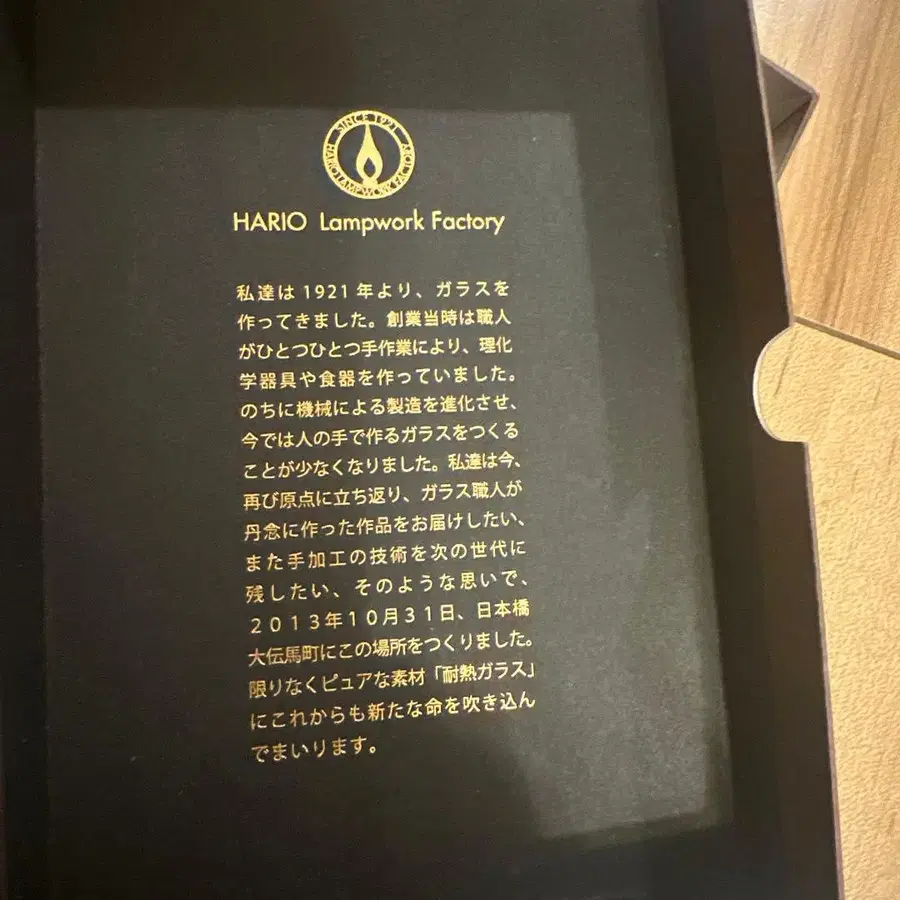 SINCE 1921
HARIO LAMPWORK FACTORY
HARIO Lampwork Factory
私達は1921年より、ガラスを
作ってきました。創業当時は職人
がひとつひとつ手作業により、理化
学器具や食器を作っていました。
のちに機械による製造を進化させ、
今では人の手で作るガラスをつくる
ことが少なくなりました。私達は今、
再び原点に立ち返り、ガラス職人が
丹念に作った作品をお届けしたい、
また手加工の技術を次の世代に
残したい、そのような思いで、
2013年10月31日、日本橋
大伝馬町にこの場所をつくりました。
限りなくピュアな素材「耐熱ガラス」
にこれからも新たな命を吹き込ん
でまいります。